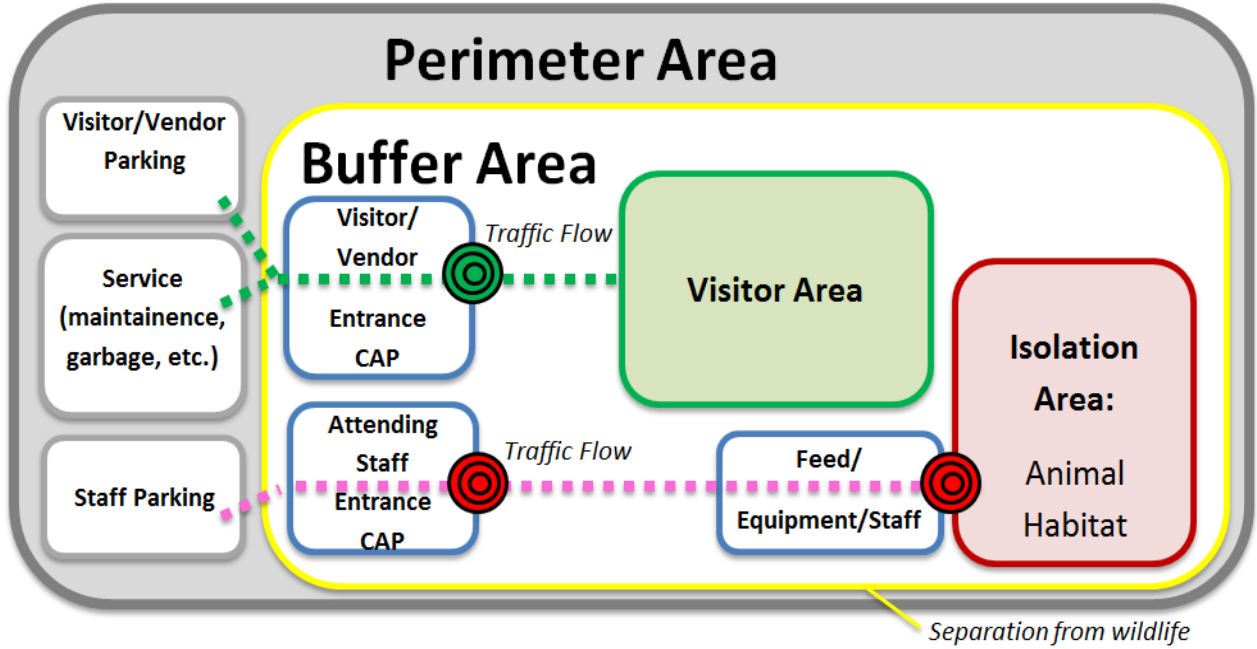 Perimeter Area
Visitor/Vendor
Parking
Service
(maintainence,
garbage, etc.)
Staff Parking
Buffer Area
Visitor/
Vendor
Entrance
CAP
Traffic Flow
Visitor Area
Attending
Staff
Entrance
CAP
Traffic Flow
Feed/
Equipment/Staff
Isolation
Area:
Animal
Habitat
Separation from wildlife